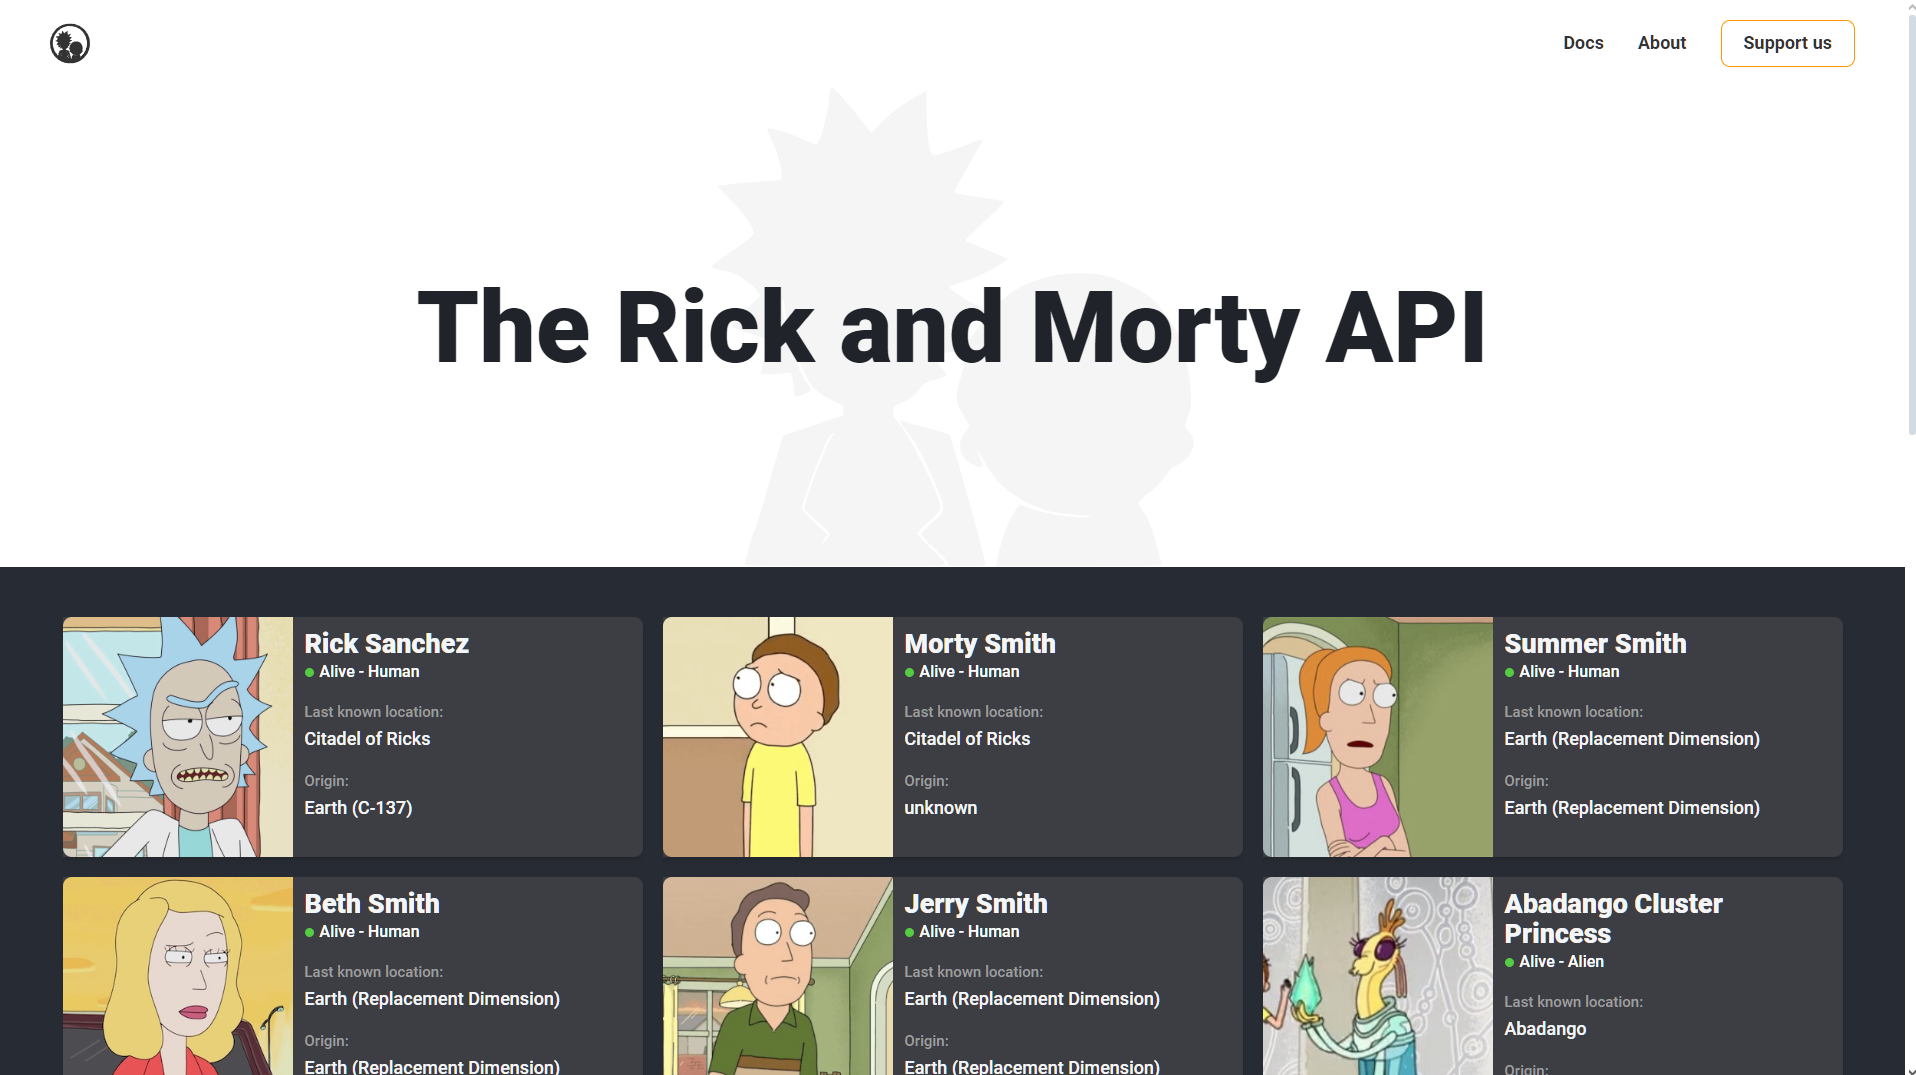 Docs
About
Support us
The Rick and Morty API
Rick Sanchez
Alive - Human
Last known location:
Citadel of Ricks
Origin:
Earth (C-137)
Morty Smith
Alive - Human
Last known location:
Citadel of Ricks
Origin:
unknown
Summer Smith
Alive - Human
Last known location:
Earth (Replacement Dimension)
Origin:
Earth (Replacement Dimension)
Beth Smith
Alive - Human
Last known location:
Earth (Replacement Dimension)
Origin:
Earth (Replacement Dimension)
Jerry Smith
Alive - Human
Last known location:
Earth (Replacement Dimension)
Origin:
Earth (Replacement Dimension)
Abadango Cluster
Princess
Alive - Alien
Last known location:
Abadango
Origin: